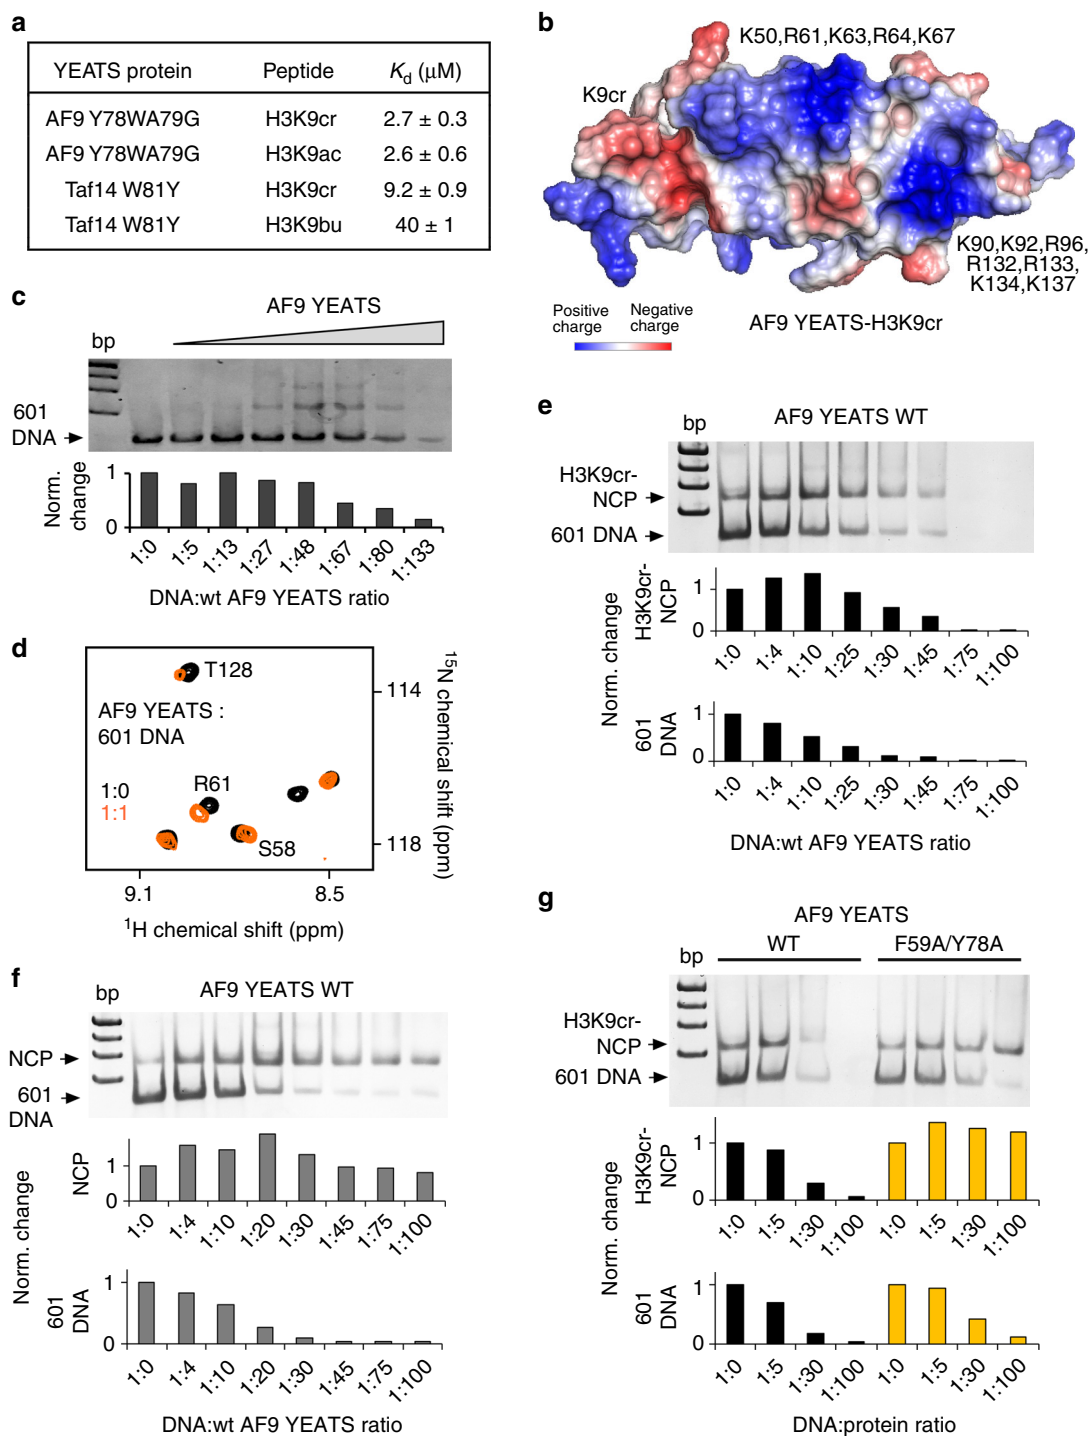 a
YEATS protein Peptide Kd (μM)
AF9 Y78WA79G H3K9cr 2.7 ± 0.3
AF9 Y78WA79G H3K9ac 2.6 ± 0.6
Taf14 W81Y H3K9cr 9.2 ± 0.9
Taf14 W81Y H3K9bu 40 ± 1
b
K50,R61,K63,R64,K67
K9cr
K90,K92,R96,
R132,R133,
K134,K137
Positive charge
Negative charge
AF9 YEATS-H3K9cr
c
AF9 YEATS
bp
601
DNA
Norm. change
1
0
1:0 1:5 1:13 1:27 1:48 1:67 1:80 1:133
DNA:wt AF9 YEATS ratio
d
T128
AF9 YEATS :
601 DNA
1:0
1:1
R61
S58
114
118
15N chemical shift (ppm)
9.1 8.5
1H chemical shift (ppm)
e
AF9 YEATS WT
bp
H3K9cr-
NCP
601 DNA
Norm. change
H3K9cr-
NCP
1
0
1:0 1:4 1:10 1:25 1:30 1:45 1:75 1:100
601
DNA
1
0
1:0 1:4 1:10 1:25 1:30 1:45 1:75 1:100
DNA:wt AF9 YEATS ratio
f
AF9 YEATS WT
bp
NCP
601
DNA
Norm. change
NCP
1
0
1:0 1:4 1:10 1:20 1:30 1:45 1:75 1:100
601
DNA
1
0
1:0 1:4 1:10 1:20 1:30 1:45 1:75 1:100
DNA:wt AF9 YEATS ratio
g
AF9 YEATS
WT F59A/Y78A
bp
H3K9cr-
NCP
601 DNA
Norm. change
H3K9cr-
NCP
1
0
1:0 1:5 1:30 1:100 1:0 1:5 1:30 1:100
601
DNA
1
0
1:0 1:5 1:30 1:100 1:0 1:5 1:30 1:100
DNA:protein ratio